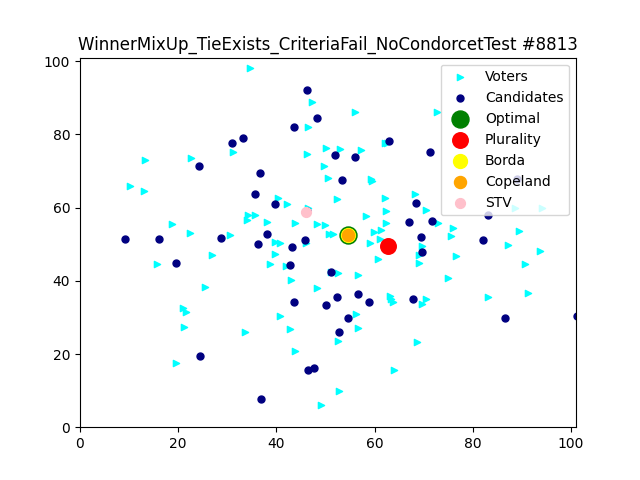 WinnerMixUp_TieExists_CriteriaFail_NoCondorcetTest #8813
100
80
60
40
20
0
0 20 40 60 80 100
Voters
Candidates
Optimal
Plurality
Borda
Copeland
STV